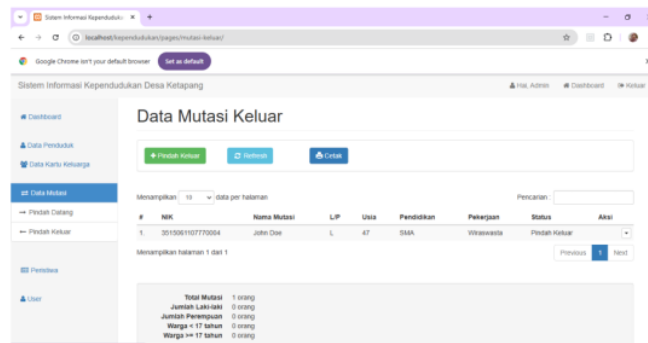 Sistem Informasi Kependuduk
localhost/kependudukan/pages/mutasi-keluar/
Google Chrome isn't your default browser Set as default
Sistem Informasi Kependudukan Desa Ketapang
Hai, Admin Dashboard Keluar
Dashboard
Data Penduduk
Data Kartu Keluarga
Data Mutasi
Pindah Datang
Pindah Keluar
Peristiwa
User
Data Mutasi Keluar
Pindah Keluar Refresh Cetak
Menampilkan 10 data per halaman Pencarian :
# NIK Nama Mutasi L/P Usia Pendidikan Pekerjaan Status Aksi
1. 3515061107770004 John Doe L 47 SMA Wiraswasta Pindah Keluar
Menampilkan halaman 1 dari 1
Previous 1 Next
Total Mutasi 1 orang
Jumlah Laki-laki 0 orang
Jumlah Perempuan 0 orang
Warga < 17 tahun 0 orang
Warga >= 17 tahun 0 orang